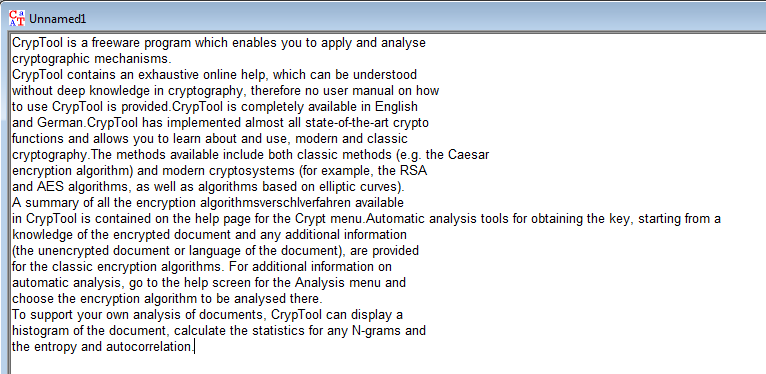 Unnamed1
CrypTool is a freeware program which enables you to apply and analyse
cryptographic mechanisms.
CrypTool contains an exhaustive online help, which can be understood
without deep knowledge in cryptography, therefore no user manual on how
to use CrypTool is provided.CrypTool is completely available in English
and German.CrypTool has implemented almost all state-of-the-art crypto
functions and allows you to learn about and use, modern and classic
cryptography.The methods available include both classic methods (e.g. the Caesar
encryption algorithm) and modern cryptosystems (for example, the RSA
and AES algorithms, as well as algorithms based on elliptic curves).
A summary of all the encryption algorithmsverschlverfahren available
in CrypTool is contained on the help page for the Crypt menu.Automatic analysis tools for obtaining the key, starting from a
knowledge of the encrypted document and any additional information
(the unencrypted document or language of the document), are provided
for the classic encryption algorithms. For additional information on
automatic analysis, go to the help screen for the Analysis menu and
choose the encryption algorithm to be analysed there.
To support your own analysis of documents, CrypTool can display a
histogram of the document, calculate the statistics for any N-grams and
the entropy and autocorrelation.